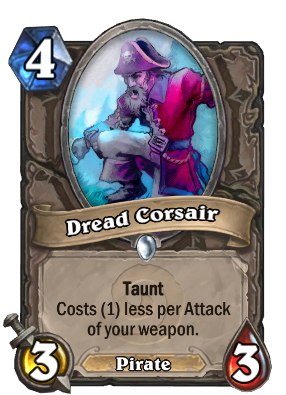 4
Dread Corsair
Taunt
Costs (1) less per Attack
of your weapon.
3
Pirate
3